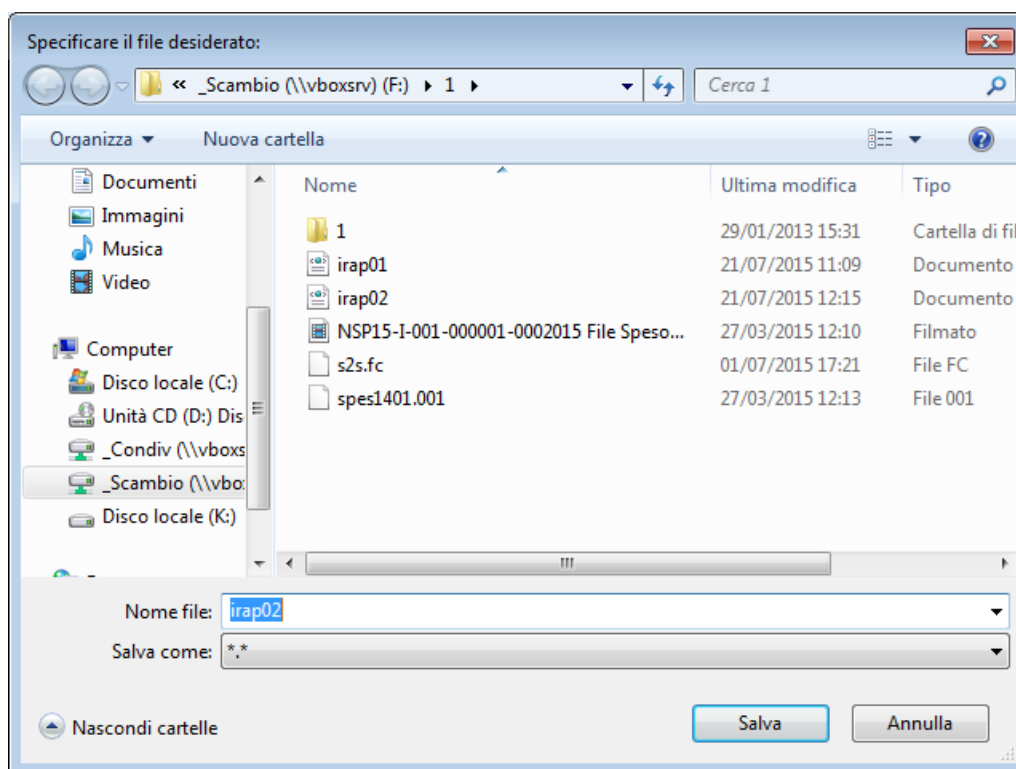 Specificare il file desiderato:
« _Scambio (\\vboxsrv) (F:) ▸ 1 ▸
Cerca 1
Organizza ▾ Nuova cartella
Documenti
Immagini
Musica
Video
Computer
Disco locale (C:)
Unità CD (D:) Dis
_Condiv (\\vboxs
_Scambio (\\vbo:
Disco locale (K:)
Nome Ultima modifica Tipo
1 29/01/2013 15:31 Cartella di fil
irap01 21/07/2015 11:09 Documento
irap02 21/07/2015 12:15 Documento
NSP15-I-001-000001-0002015 File Speso... 27/03/2015 12:10 Filmato
s2s.fc 01/07/2015 17:21 File FC
spes1401.001 27/03/2015 12:13 File 001
Nome file: irap02
Salva come: *.*
Nascondi cartelle
Salva
Annulla